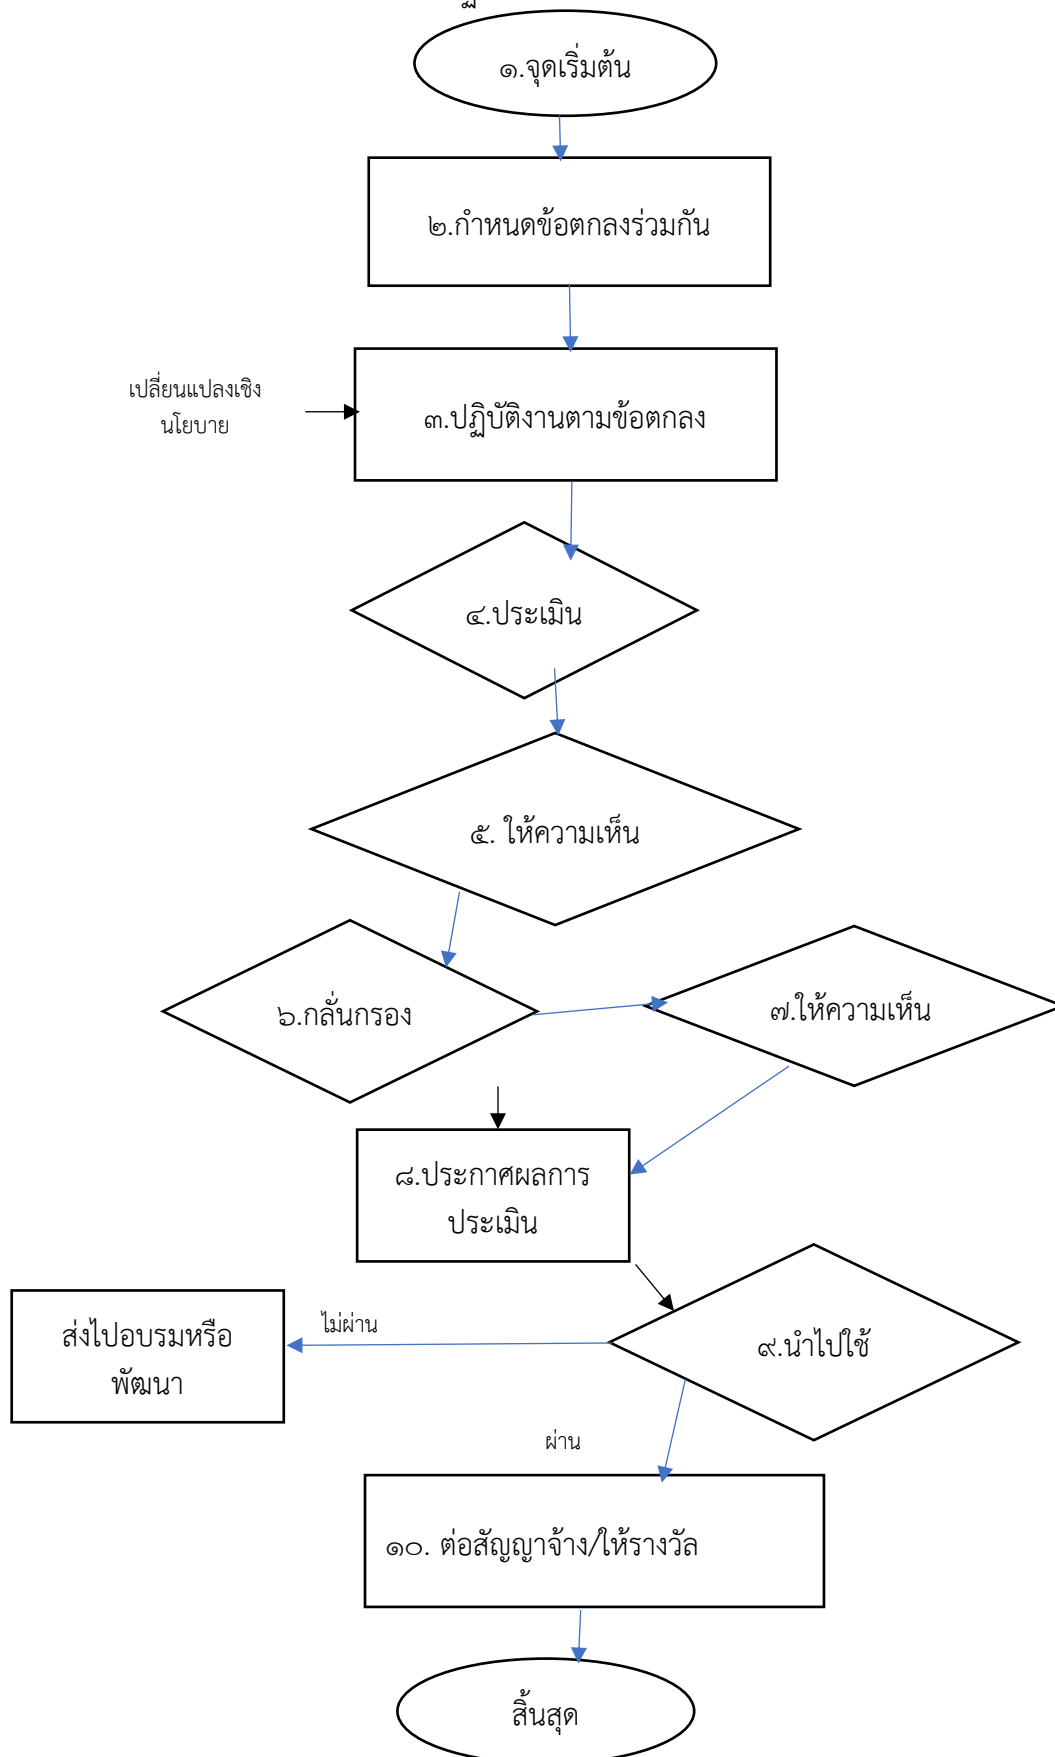 ๑.จุดเริ่มต้น
๒.กำหนดข้อตกลงร่วมกัน
เปลี่ยนแปลงเชิง
นโยบาย
๓.ปฏิบัติงานตามข้อตกลง
๔.ประเมิน
๕. ให้ความเห็น
๖.กลั่นกรอง
๗.ให้ความเห็น
๘.ประกาศผลการ
ประเมิน
ส่งไปอบรมหรือ
พัฒนา
ไม่ผ่าน
๙.นำไปใช้
ผ่าน
๑๐. ต่อสัญญาจ้าง/ให้รางวัล
สิ้นสุด